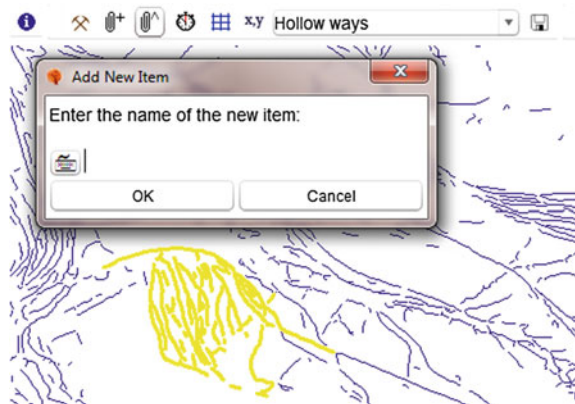 x,y Hollow ways
Add New Item
Enter the name of the new item:
OK Cancel